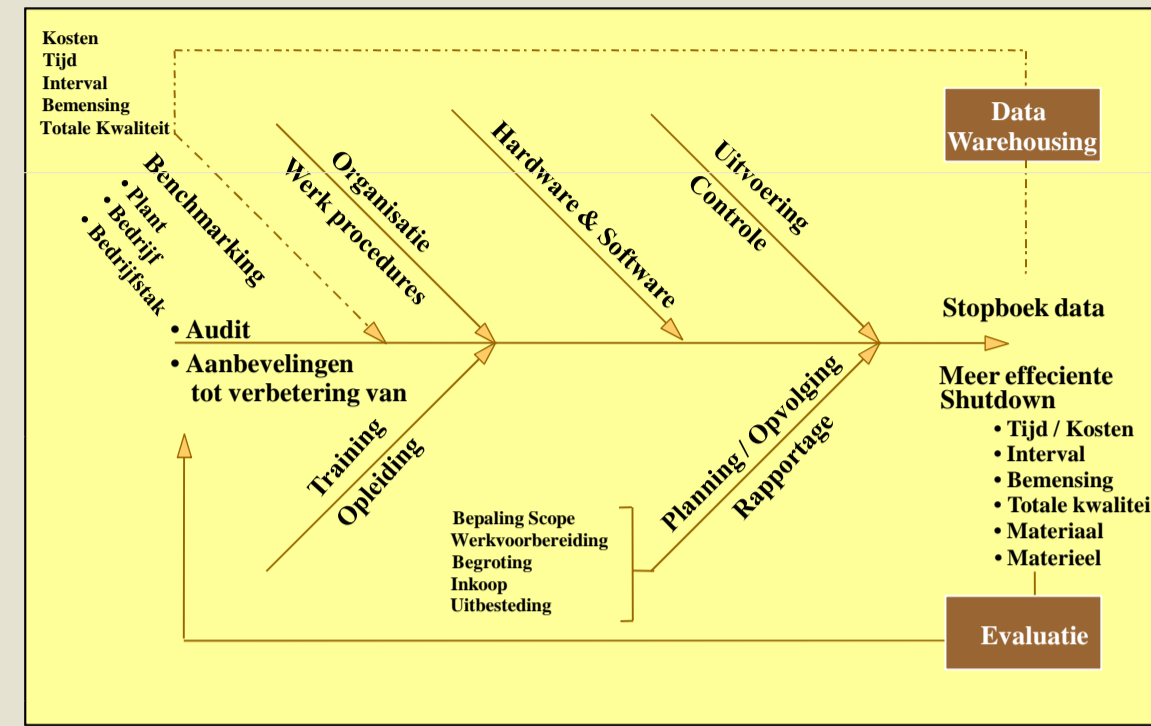 Kosten
Tijd
Interval
Bemensing
Totale Kwaliteit
Data
Warehousing
Benchmarking
• Plant
• Bedrijf
• Bedrijfstak
Organisatie
Werk procedures
Hardware & Software
Uitvoering
Controle
Stopboek data
• Audit
• Aanbevelingen
tot verbetering van
Training
Opleiding
Planning / Opvolging
Rapportage
Bepaling Scope
Werkvoorbereiding
Begroting
Inkoop
Uitbesteding
Meer effeciente
Shutdown
• Tijd / Kosten
• Interval
• Bemensing
• Totale kwalitei
• Materiaal
• Materieel
Evaluatie